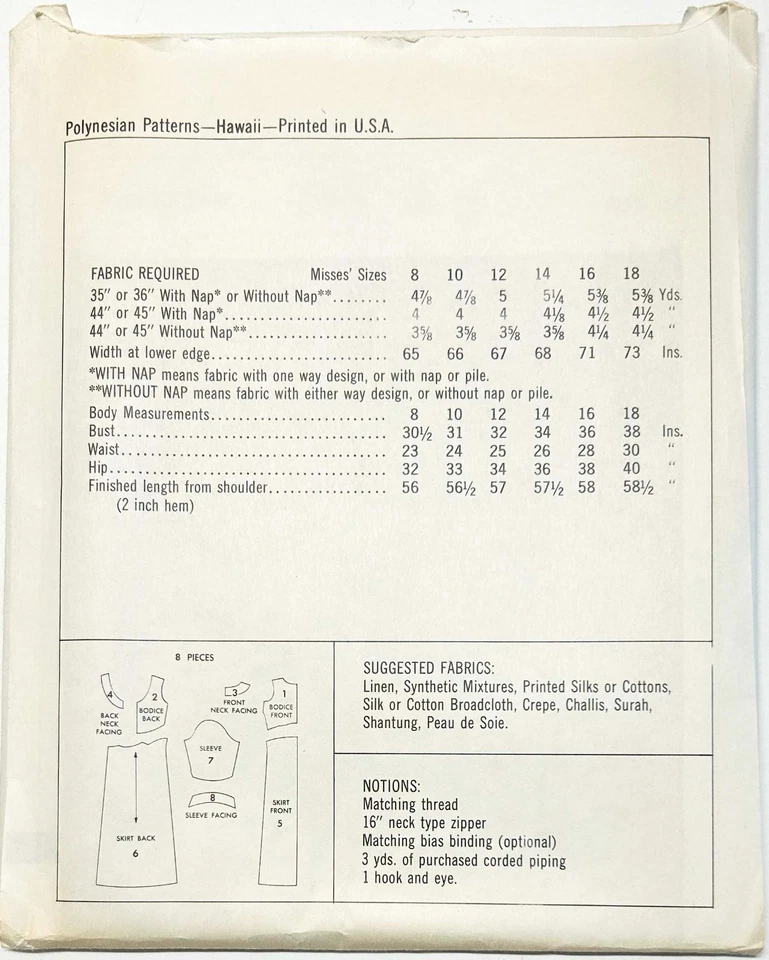 Polynesian Patterns—Hawaii—Printed in U.S.A.
FABRIC REQUIRED Misses' Sizes 8 10 12 14 16 18
35" or 36" With Nap* or Without Nap**........ 4⅞ 4⅞ 5 5¼ 5⅜ 5⅜ Yds.
44" or 45" With Nap*....................... 4 4 4 4⅛ 4½ 4½ "
44" or 45" Without Nap**................... 3⅝ 3⅝ 3⅝ 3⅝ 4¼ 4¼ "
Width at lower edge......................... 65 66 67 68 71 73 Ins.
*WITH NAP means fabric with one way design, or with nap or pile.
**WITHOUT NAP means fabric with either way design, or without nap or pile.
Body Measurements......................... 8 10 12 14 16 18
Bust...................................... 30½ 31 32 34 36 38 Ins.
Waist..................................... 23 24 25 26 28 30 "
Hip....................................... 32 33 34 36 38 40 "
Finished length from shoulder................. 56 56½ 57 57½ 58 58½ "
(2 inch hem)
8 PIECES
4
BACK
NECK
FACING
2
BODICE
BACK
3
FRONT
NECK FACING
1
BODICE
FRONT
SLEEVE
7
8
SLEEVE FACING
SKIRT BACK
6
SKIRT
FRONT
5
SUGGESTED FABRICS:
Linen, Synthetic Mixtures, Printed Silks or Cottons,
Silk or Cotton Broadcloth, Crepe, Challis, Surah,
Shantung, Peau de Soie.
NOTIONS:
Matching thread
16" neck type zipper
Matching bias binding (optional)
3 yds. of purchased corded piping
1 hook and eye.